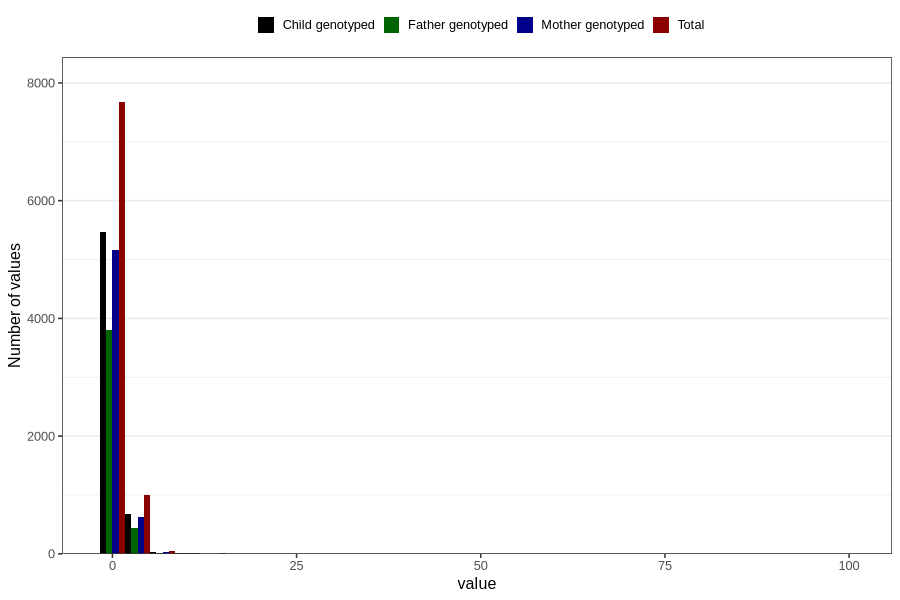 Child genotyped Father genotyped Mother genotyped Total
Number of values
8000
6000
4000
2000
0
0 25 50 75 100
value